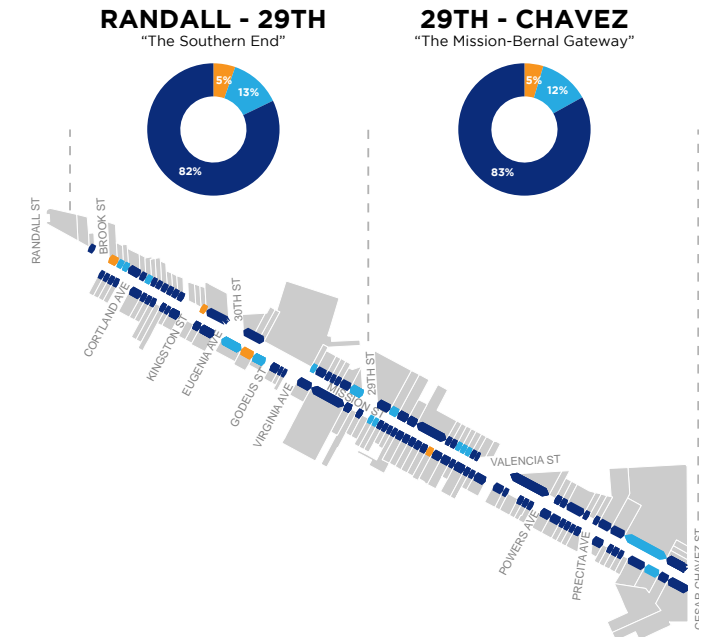 RANDALL - 29TH
“The Southern End”
29TH - CHAVEZ
“The Mission-Bernal Gateway”
5%
13%
82%
5%
12%
83%
RANDALL ST
BROOK ST
30TH ST
CORTLAND AVE
KINGSTON ST
EUGENIA AVE
GODEUS ST
VIRGINIA AVE
MISSION ST
29TH ST
VALENCIA ST
POWERS AVE
PRECITA AVE
CESAR CHAVEZ ST